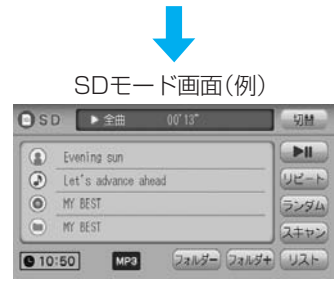 SDモード画面(例)
SD ▶全曲 00'13" 切替
Evening sun ▶II
Let's advance ahead リピート
MY BEST ランダム
MY BEST スキャン
10:50 MP3 フォルダー フォルダ+ リスト